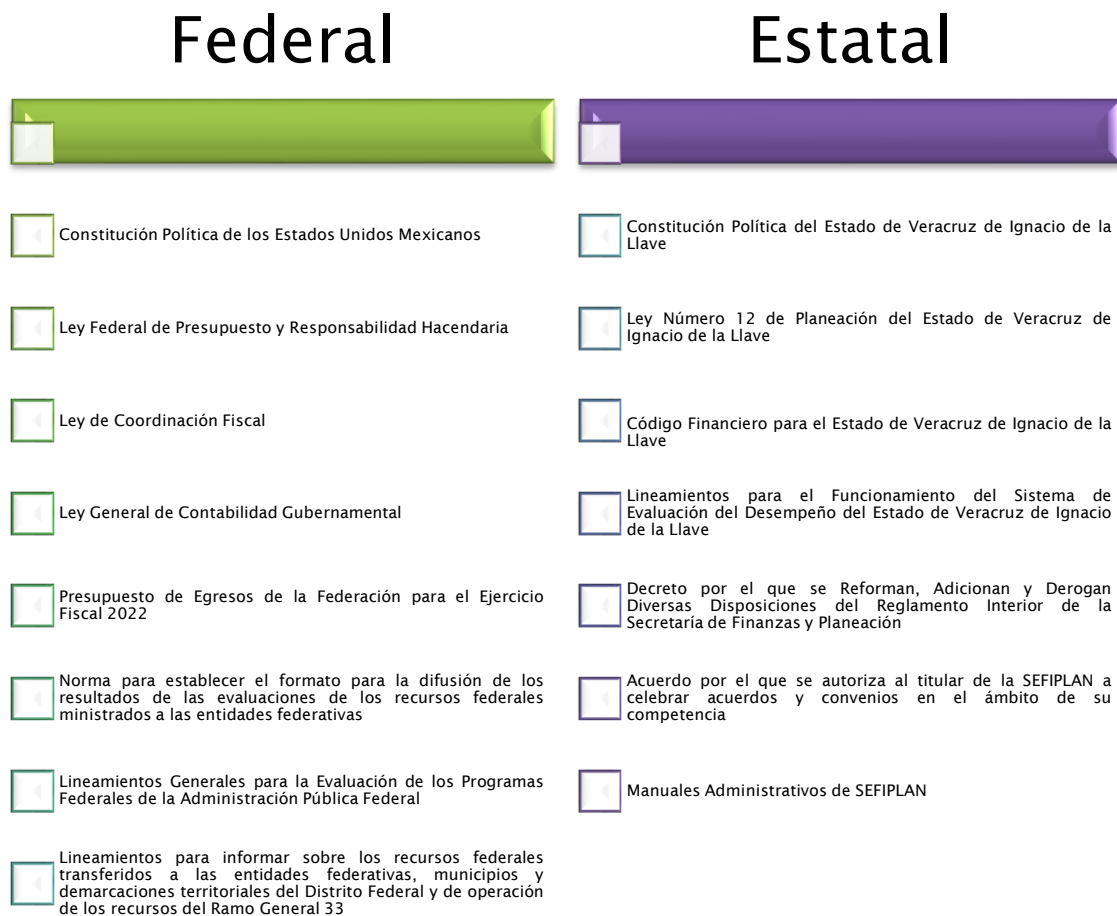 Federal
Constitución Política de los Estados Unidos Mexicanos
Ley Federal de Presupuesto y Responsabilidad Hacendaria
Ley de Coordinación Fiscal
Ley General de Contabilidad Gubernamental
Presupuesto de Egresos de la Federación para el Ejercicio
Fiscal 2022
Norma para establecer el formato para la difusión de los
resultados de las evaluaciones de los recursos federales
ministrados a las entidades federativas
Lineamientos Generales para la Evaluación de los Programas
Federales de la Administración Pública Federal
Lineamientos para informar sobre los recursos federales
transferidos a las entidades federativas, municipios y
demarcaciones territoriales del Distrito Federal y de operación
de los recursos del Ramo General 33
Estatal
Constitución Política del Estado de Veracruz de Ignacio de la
Llave
Ley Número 12 de Planeación del Estado de Veracruz de
Ignacio de la Llave
Código Financiero para el Estado de Veracruz de Ignacio de la
Llave
Lineamientos para el Funcionamiento del Sistema de
Evaluación del Desempeño del Estado de Veracruz de Ignacio
de la Llave
Decreto por el que se Reforman, Adicionan y Derogan
Diversas Disposiciones del Reglamento Interior de la
Secretaría de Finanzas y Planeación
Acuerdo por el que se autoriza al titular de la SEFIPLAN a
celebrar acuerdos y convenios en el ámbito de su
competencia
Manuales Administrativos de SEFIPLAN